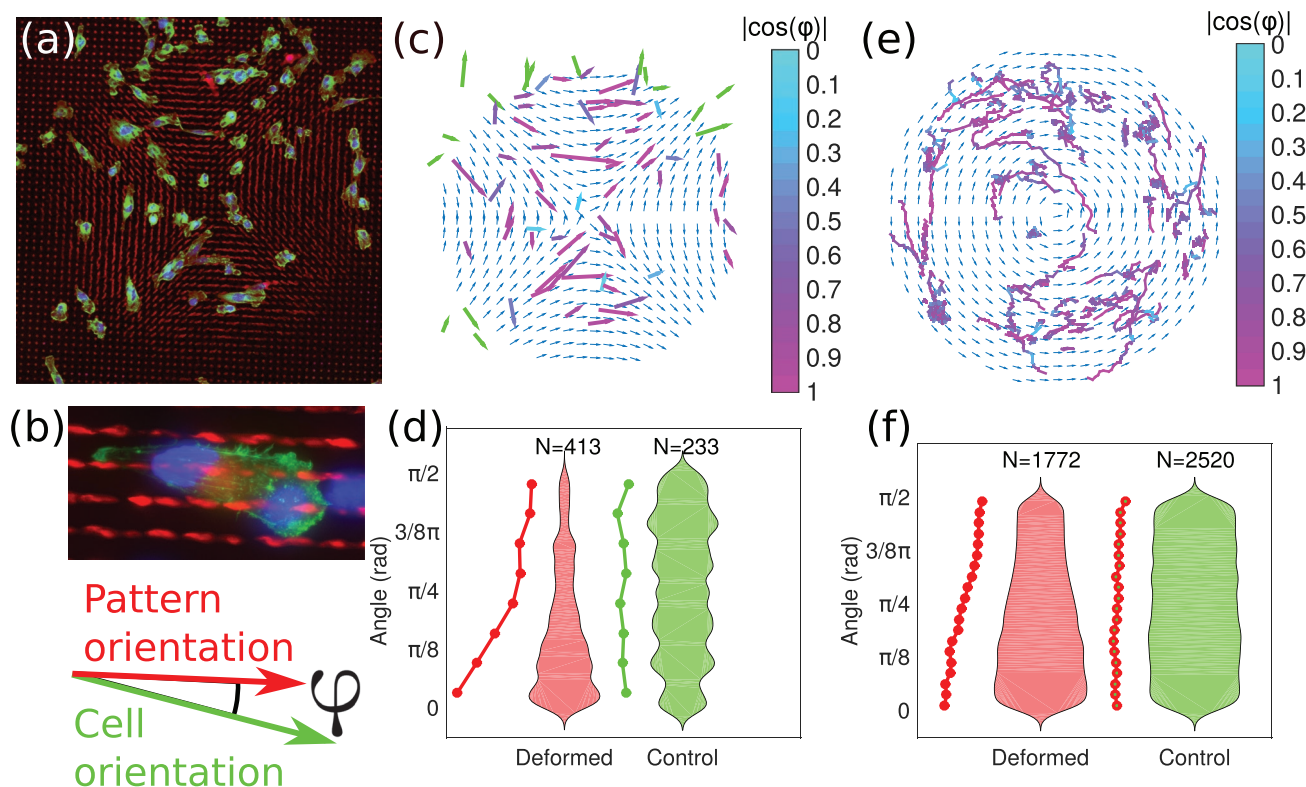 (a)
(b)
Pattern
orientation
Cell
orientation
φ
(c)
|cos(φ)|
0
0.1
0.2
0.3
0.4
0.5
0.6
0.7
0.8
0.9
1
(d)
N=413 N=233
Angle (rad)
π/2
3/8π
π/4
π/8
0
Deformed Control
(e)
|cos(φ)|
0
0.1
0.2
0.3
0.4
0.5
0.6
0.7
0.8
0.9
1
(f)
N=1772 N=2520
Angle (rad)
π/2
3/8π
π/4
π/8
0
Deformed Control